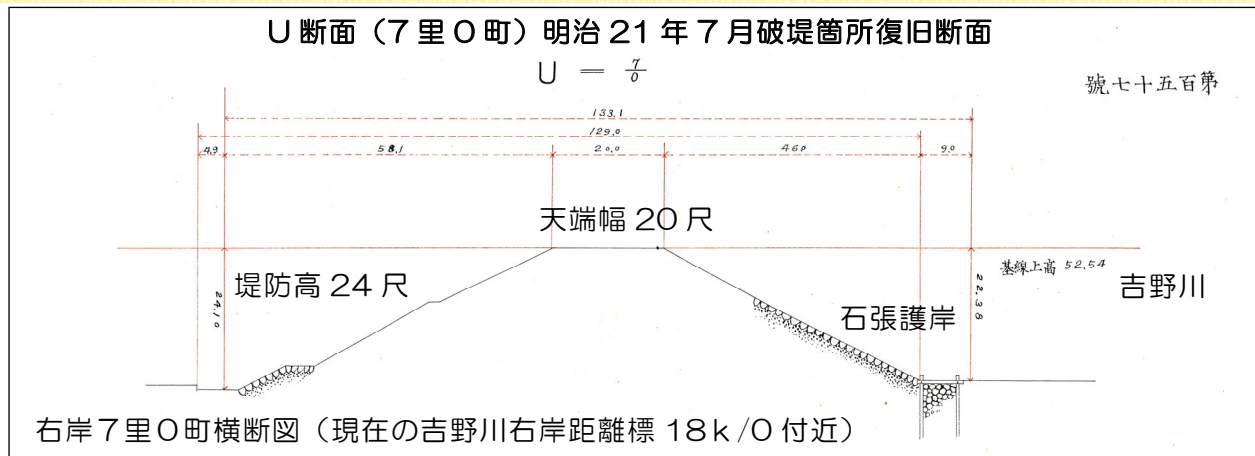 U断面（7里0町）明治21年7月破堤箇所復旧断面
U = 7/0
號七十五百第
133.1
129.0
4.9 58.1 20.0 46.0 9.0
天端幅20尺
基線上高 52.54
堤防高24尺
吉野川
24.10
22.38
石張護岸
右岸7里0町横断図（現在の吉野川右岸距離標18k/0付近）